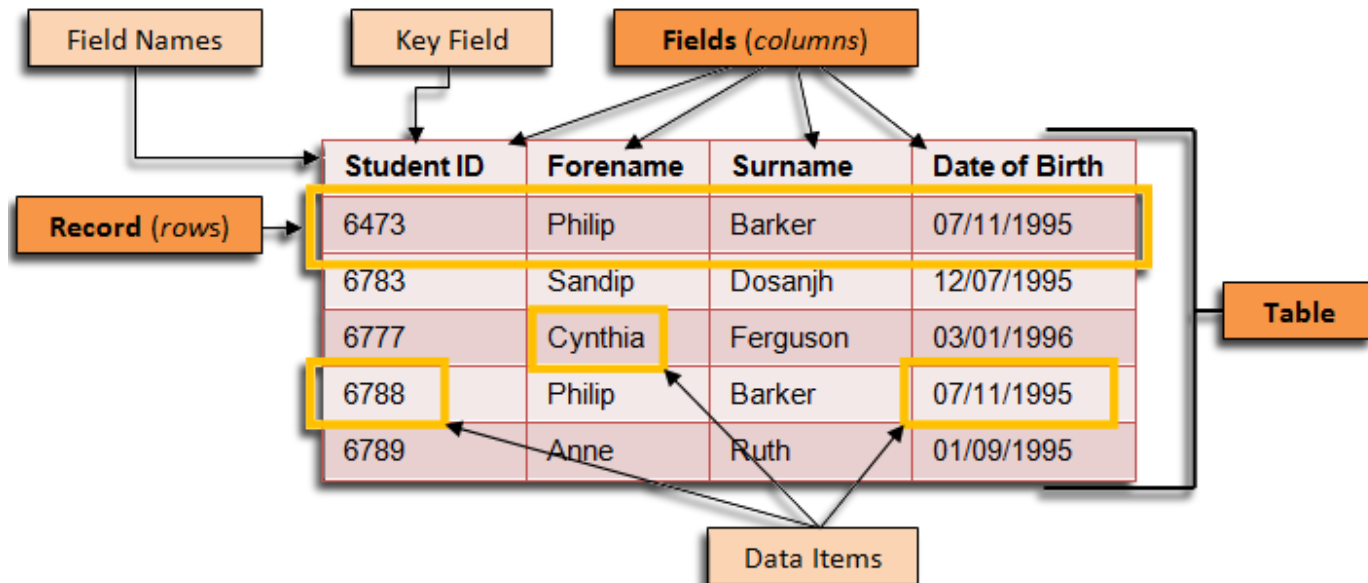 Field Names
Key Field
Fields (columns)
Student ID Forename Surname Date of Birth
Record (rows)
6473 Philip Barker 07/11/1995
6783 Sandip Dosanjh 12/07/1995
Table
6777 Cynthia Ferguson 03/01/1996
6788 Philip Barker 07/11/1995
6789 Anne Ruth 01/09/1995
Data Items